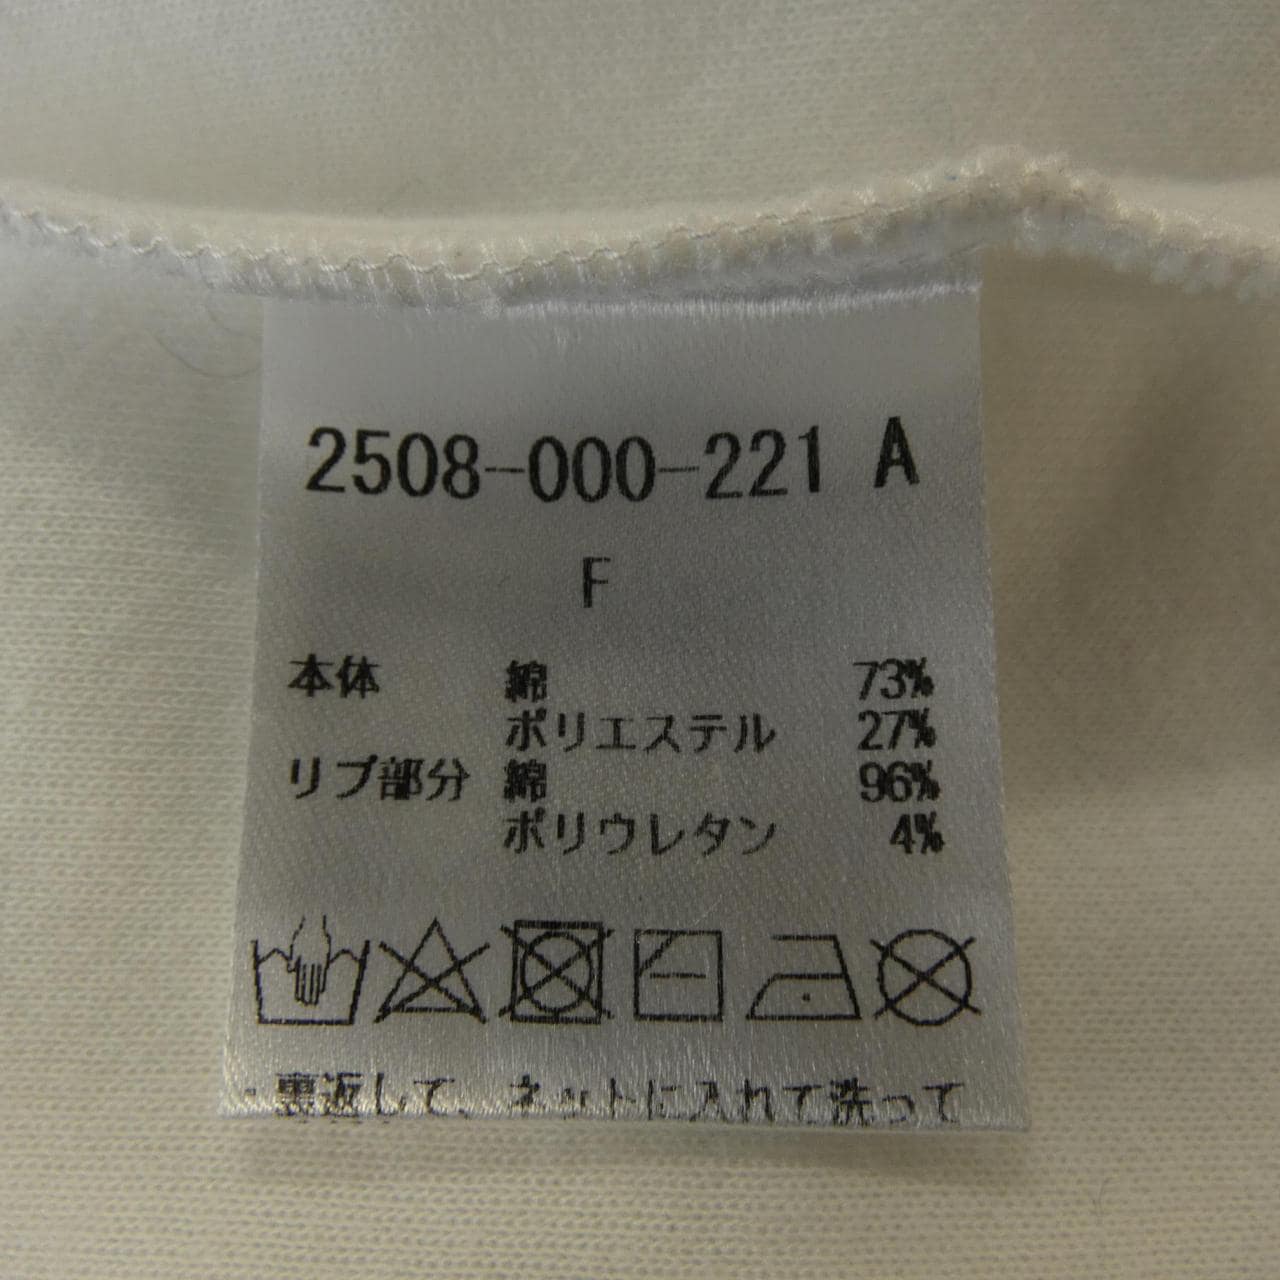 2508-000-221 A
F
本体 綿 73%
ポリエステル 27%
リブ部分 綿 96%
ポリウレタン 4%
・裏返して、ネットに入れて洗って